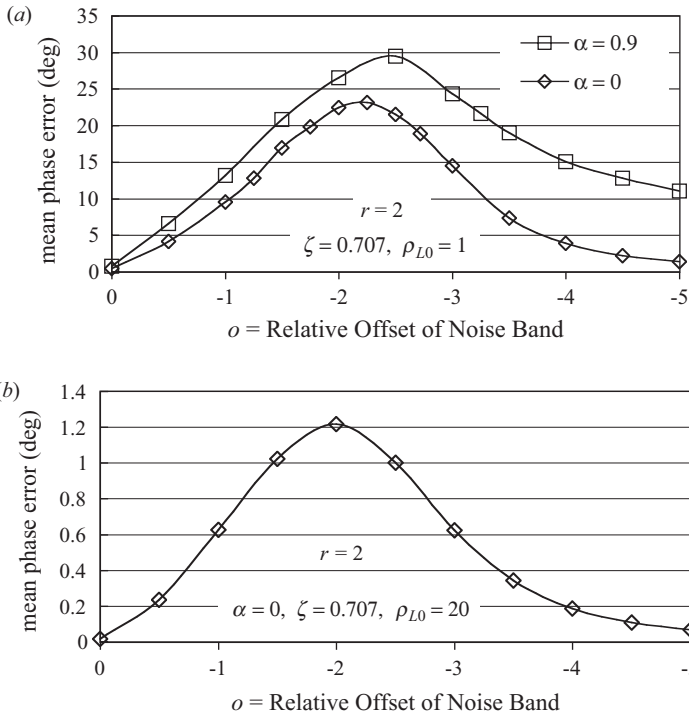 (a)
mean phase error (deg)
35
30
25
20
15
10
5
0
α = 0.9
α = 0
r = 2
ζ = 0.707, ρL0 = 1
0 -1 -2 -3 -4 -5
o = Relative Offset of Noise Band
b)
mean phase error (deg)
1.4
1.2
1
0.8
0.6
0.4
0.2
0
r = 2
α = 0, ζ = 0.707, ρL0 = 20
0 -1 -2 -3 -4 -
o = Relative Offset of Noise Band